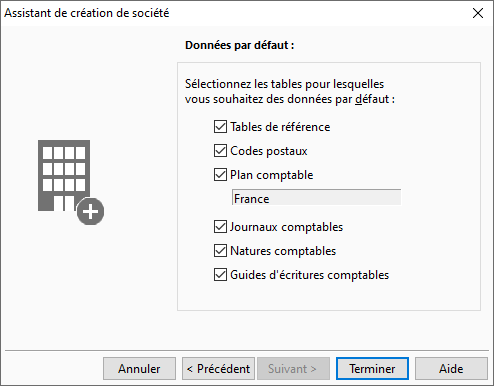 Assistant de création de société
Données par défaut :
Sélectionnez les tables pour lesquelles
vous souhaitez des données par défaut :
Tables de référence
Codes postaux
Plan comptable
France
Journaux comptables
Natures comptables
Guides d'écritures comptables
Annuler
< Précédent
Suivant >
Terminer
Aide